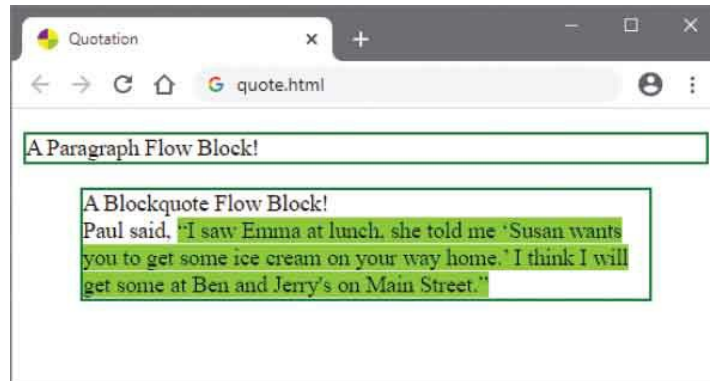 Quotation
quote.html
A Paragraph Flow Block!
A Blockquote Flow Block!
Paul said, “I saw Emma at lunch, she told me ‘Susan wants
you to get some ice cream on your way home.’ I think I will
get some at Ben and Jerry's on Main Street.”